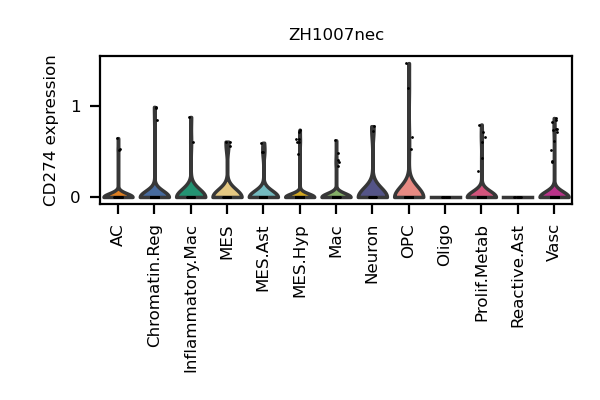 ZH1007nec
CD274 expression
1
0
AC
Chromatin.Reg
Inflammatory.Mac
MES
MES.Ast
MES.Hyp
Mac
Neuron
OPC
Oligo
Prolif.Metab
Reactive.Ast
Vasc